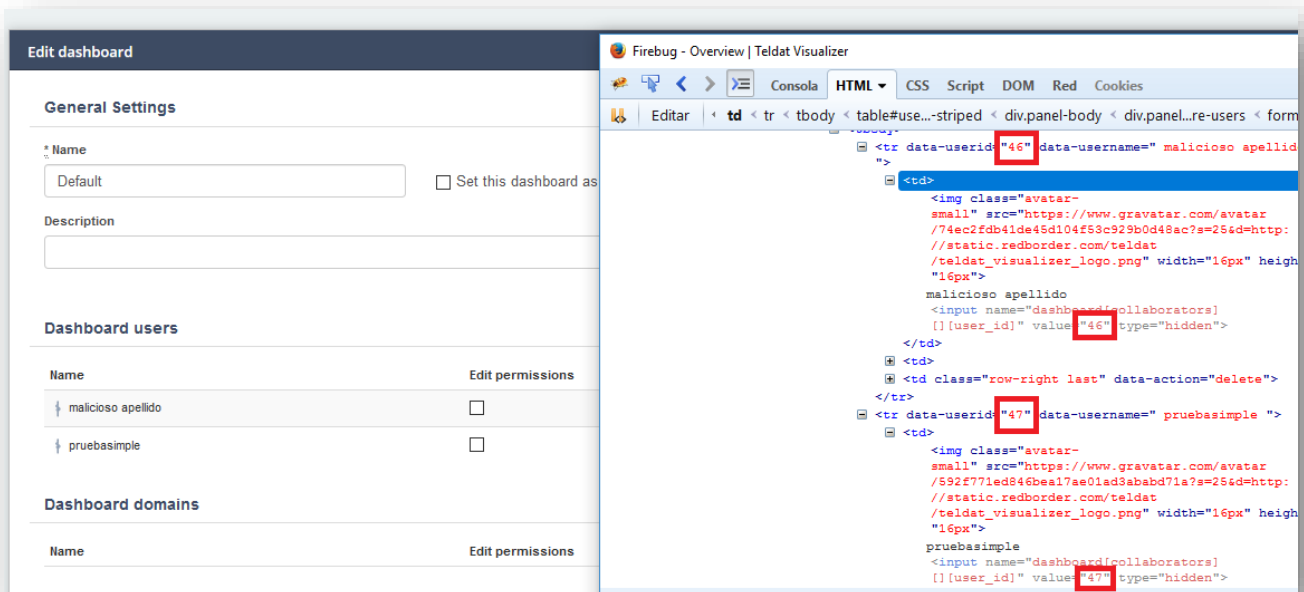 Edit dashboard
General Settings
* Name
Default
Set this dashboard as
Description
Dashboard users
Name Edit permissions
malicioso apellido
pruebasimple
Dashboard domains
Name Edit permissions
Firebug - Overview | Teldat Visualizer
Consola HTML CSS Script DOM Red Cookies
Editar td < tr < tbody < table#use...-striped < div.panel-body < div.panel...re-users < form
<tbody>
<tr data-userid="46" data-username=" malicioso apellid
">
<td>
<img class="avatar-
small" src="https://www.gravatar.com/avatar
/74ec2fdb41de45d104f53c929b0d48ac?s=25&d=http:
//static.redborder.com/teldat
/teldat_visualizer_logo.png" width="16px" heigh
"16px">
malicioso apellido
<input name="dashboard[collaborators]
[][user_id]" value="46" type="hidden">
</td>
<td>
<td class="row-right last" data-action="delete">
</tr>
<tr data-userid="47" data-username=" pruebasimple ">
<td>
<img class="avatar-
small" src="https://www.gravatar.com/avatar
/592f771ed846bea17ae01ad3ababd71a?s=25&d=http:
//static.redborder.com/teldat
/teldat_visualizer_logo.png" width="16px" heigh
"16px">
pruebasimple
<input name="dashboard[collaborators]
[][user_id]" value="47" type="hidden">